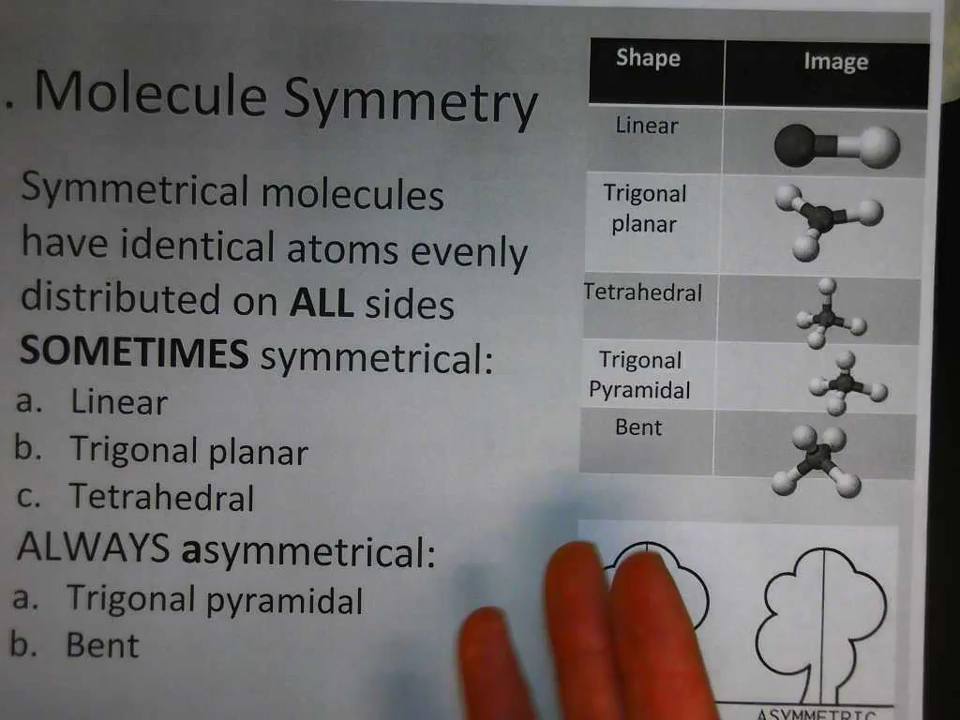 . Molecule Symmetry
Symmetrical molecules
have identical atoms evenly
distributed on ALL sides
SOMETIMES symmetrical:
a. Linear
b. Trigonal planar
c. Tetrahedral
ALWAYS asymmetrical:
a. Trigonal pyramidal
b. Bent
Shape Image
Linear
Trigonal
planar
Tetrahedral
Trigonal
Pyramidal
Bent
ASYMMETRIC